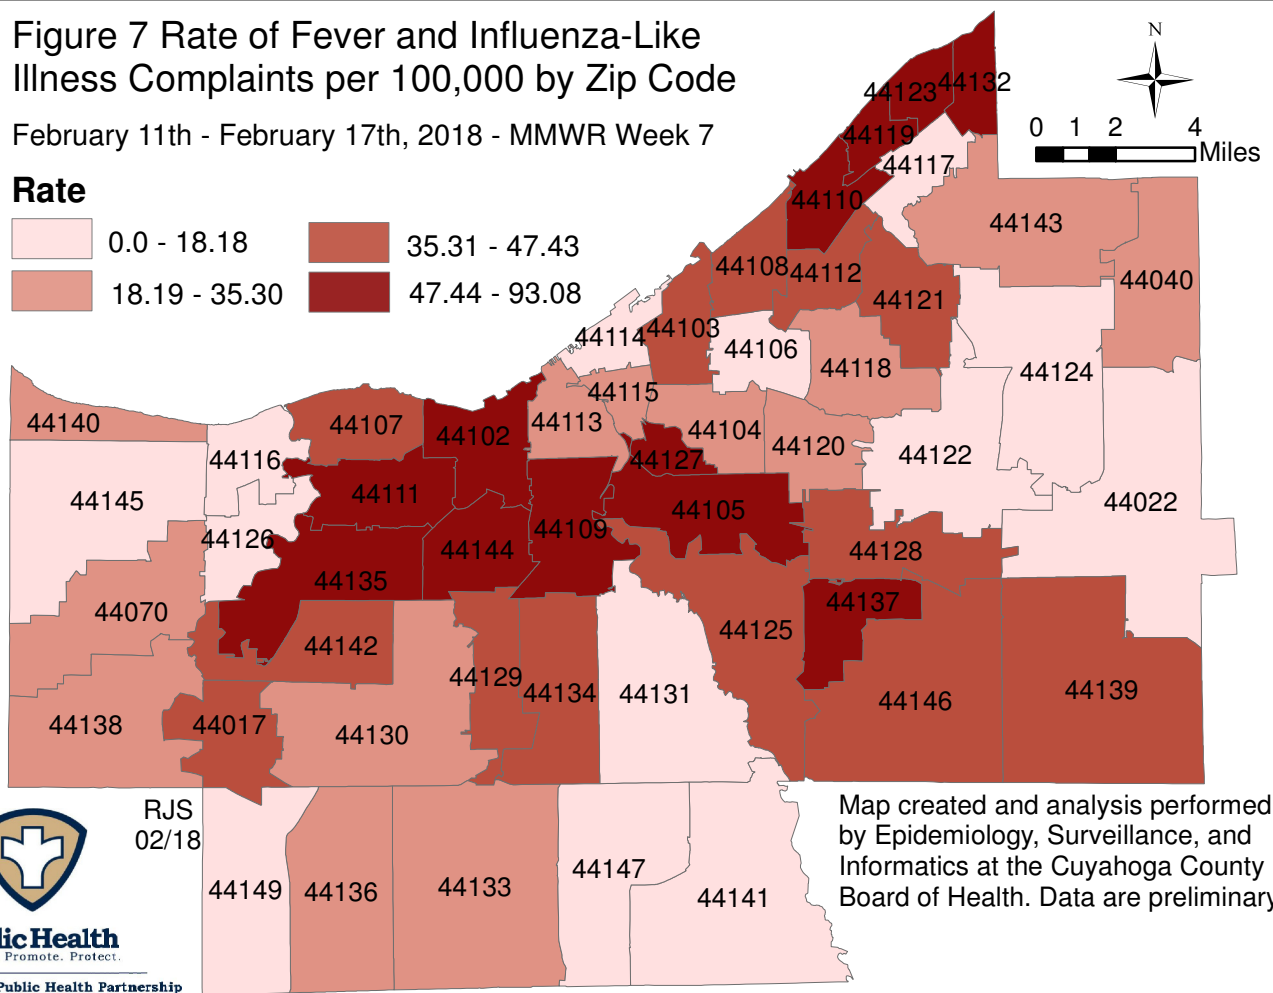 Figure 7 Rate of Fever and Influenza-Like
Illness Complaints per 100,000 by Zip Code
February 11th - February 17th, 2018 - MMWR Week 7
Rate
0.0 - 18.18
35.31 - 47.43
18.19 - 35.30
47.44 - 93.08
N
0 1 2 4
Miles
44132
44123
44119
44117
44110
44143
44108
44112
44040
44121
44103
44114
44106
44118
44124
44115
44140
44107
44102
44113
44104
44120
44122
44116
44127
44145
44111
44105
44022
44126
44109
44144
44128
44135
44070
44137
44125
44142
44129
44134
44131
44146
44139
44138
44017
44130
RJS
02/18
Map created and analysis performed
by Epidemiology, Surveillance, and
Informatics at the Cuyahoga County
Board of Health. Data are preliminary
44149
44136
44133
44147
44141
lic Health
Promote. Protect.
Public Health Partnership